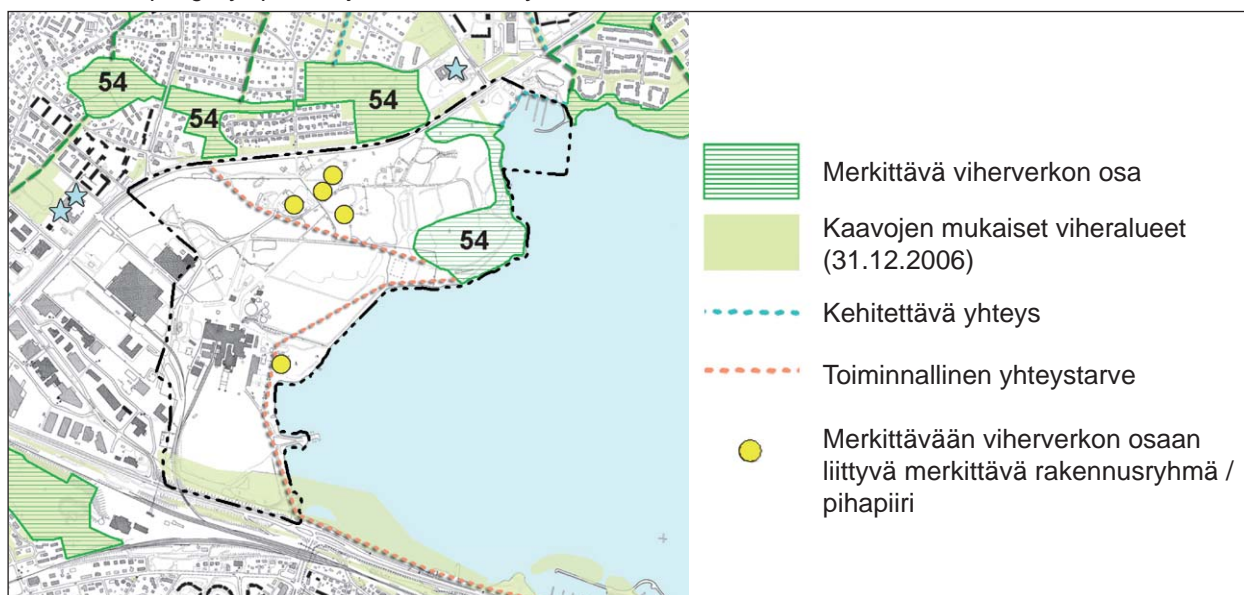 54
54
54
54
Merkittävä viherverkon osa
Kaavojen mukaiset viheralueet
(31.12.2006)
Kehitettävä yhteys
Toiminnallinen yhteystarve
Merkittävään viherverkon osaan
liittyvä merkittävä rakennusryhmä /
pihapiiri